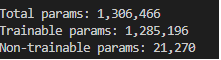 Total params: 1,306,466
Trainable params: 1,285,196
Non-trainable params: 21,270